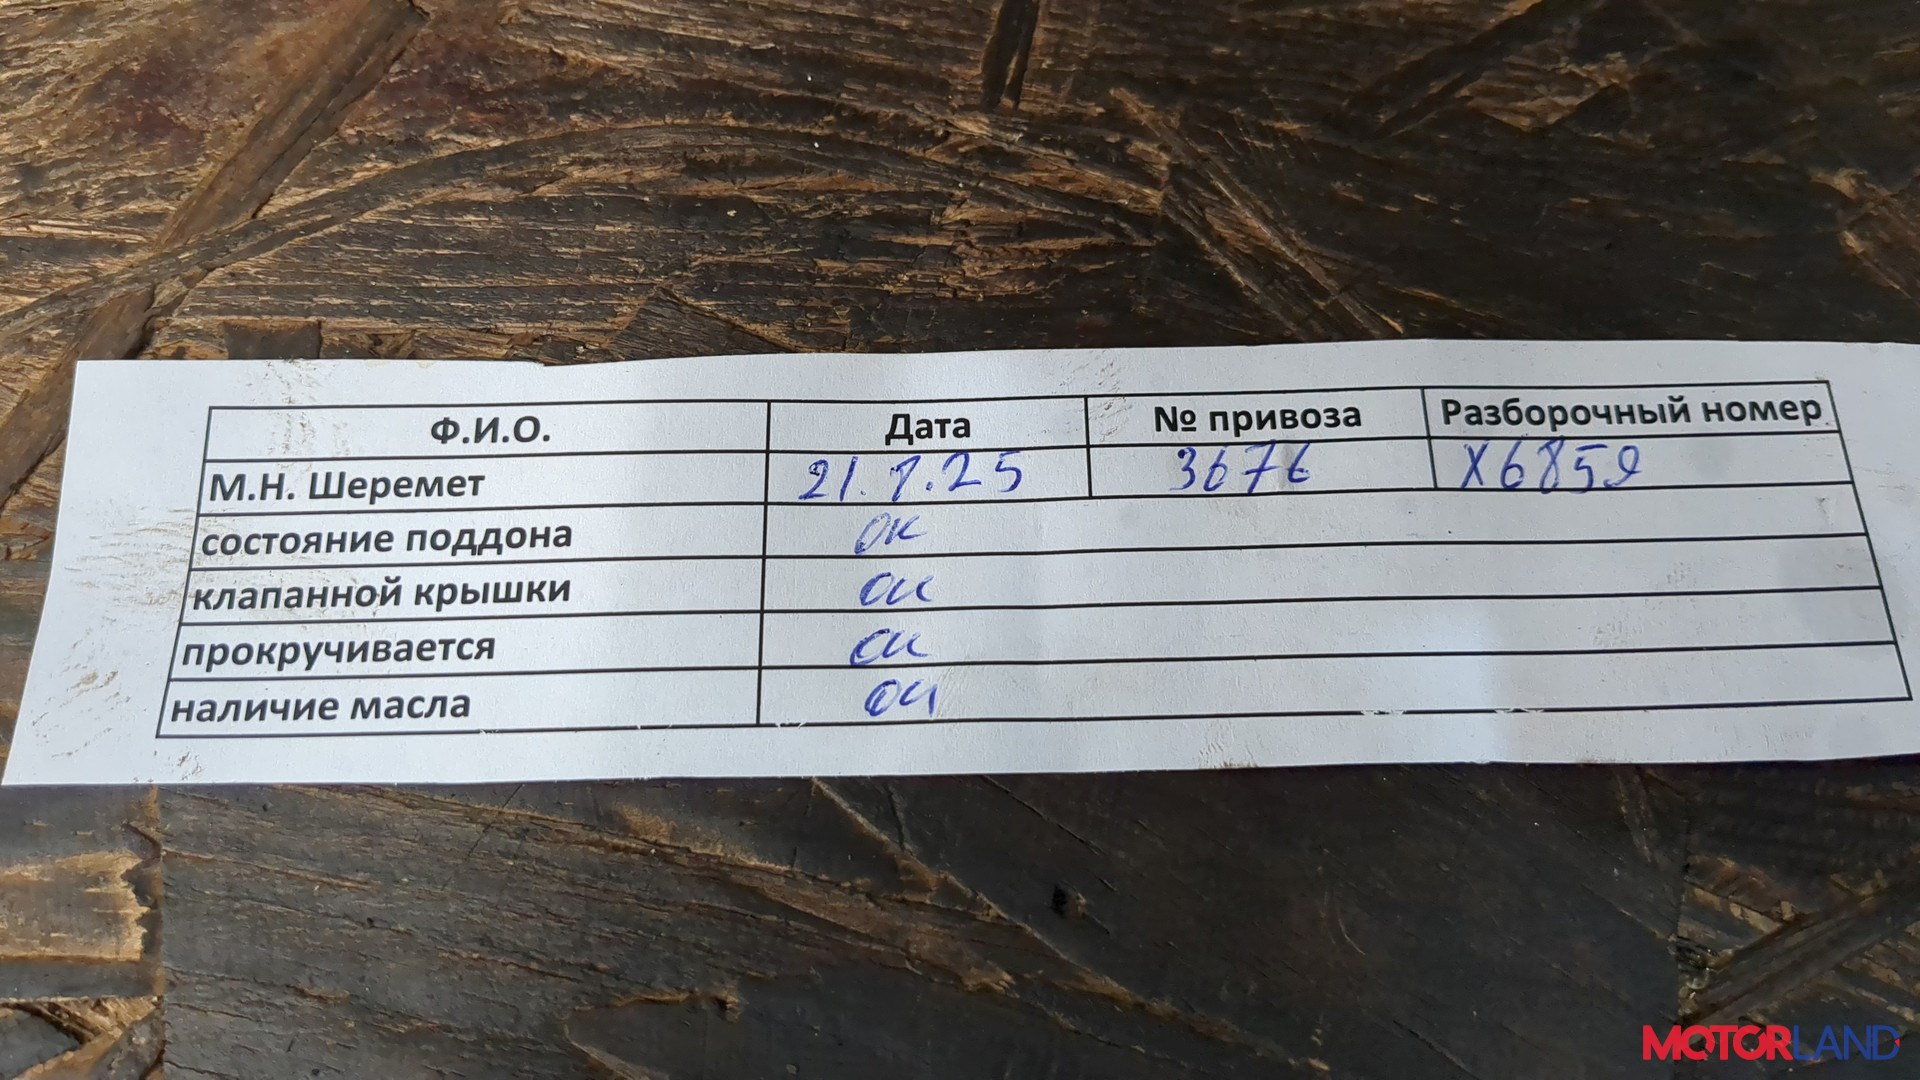 Ф.И.О. Дата № привоза Разборочный номер
М.Н. Шеремет 21.7.25 3676 X6859
состояние поддона ок
клапанной крышки ок
прокручивается ок
наличие масла ок
MOTORLAND